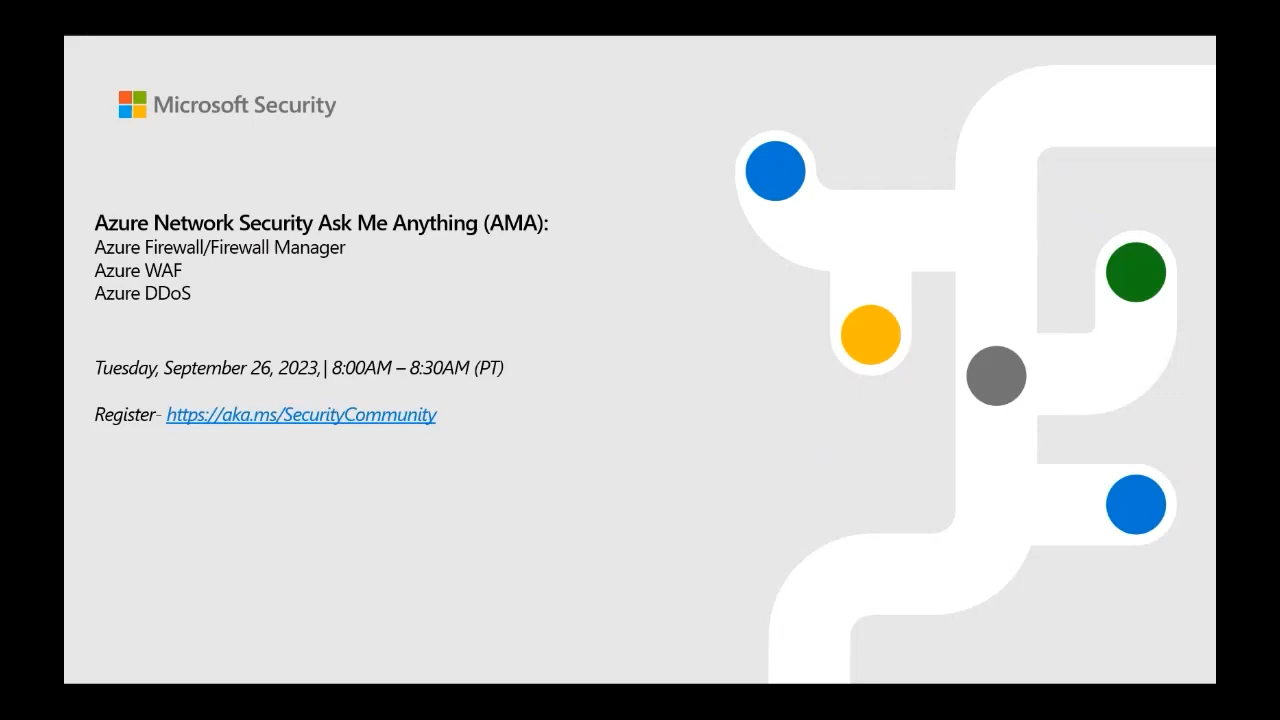 Microsoft Security
Azure Network Security Ask Me Anything (AMA):
Azure Firewall/Firewall Manager
Azure WAF
Azure DDoS
Tuesday, September 26, 2023,| 8:00AM – 8:30AM (PT)
Register- https://aka.ms/SecurityCommunity